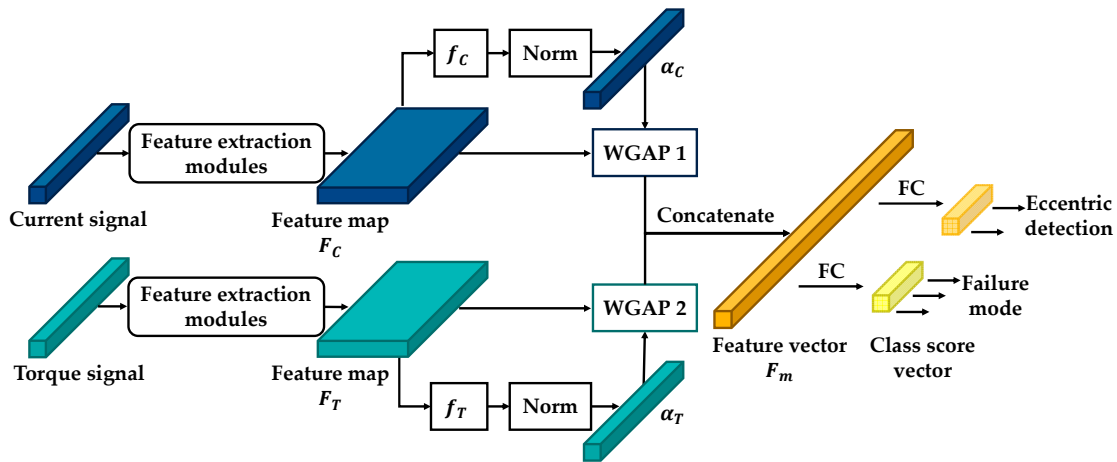 f_C
Norm
α_C
Feature extraction
modules
WGAP 1
Current signal
Feature map
F_C
Concatenate
FC
Eccentric
detection
Feature extraction
modules
FC
Failure
mode
WGAP 2
Torque signal
Feature map
F_T
Feature vector
F_m
Class score
vector
f_T
Norm
α_T